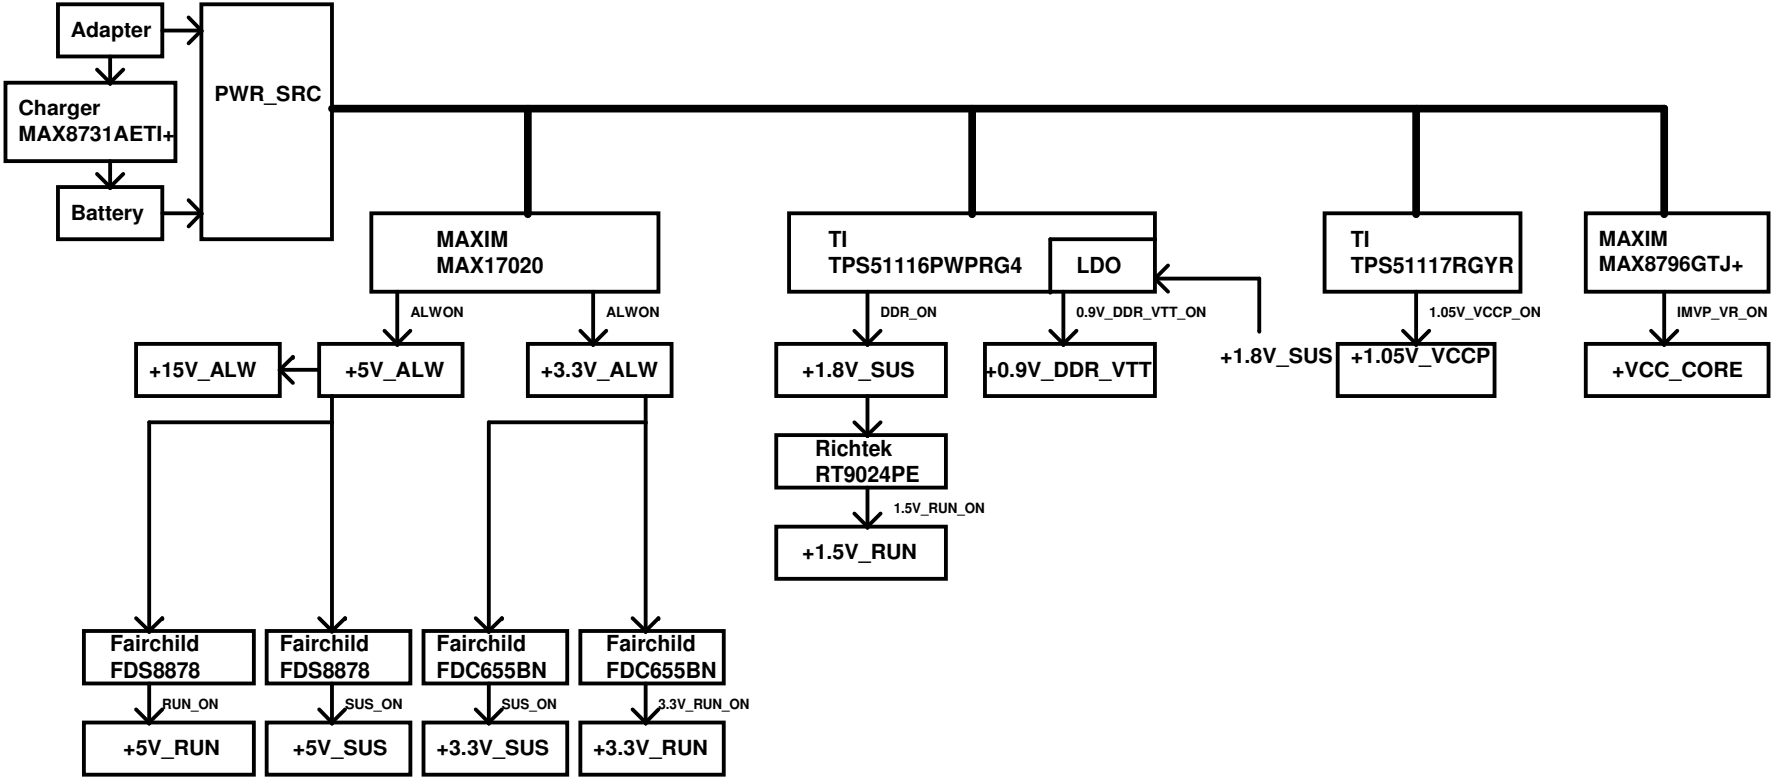 Adapter
PWR_SRC
Charger
MAX8731AETI+
Battery
MAXIM
MAX17020
TI
TPS51116PWPRG4
LDO
TI
TPS51117RGYR
MAXIM
MAX8796GTJ+
ALWON
ALWON
DDR_ON
0.9V_DDR_VTT_ON
1.05V_VCCP_ON
IMVP_VR_ON
+15V_ALW
+5V_ALW
+3.3V_ALW
+1.8V_SUS
+0.9V_DDR_VTT
+1.8V_SUS
+1.05V_VCCP
+VCC_CORE
Richtek
RT9024PE
1.5V_RUN_ON
+1.5V_RUN
Fairchild
FDS8878
Fairchild
FDS8878
Fairchild
FDC655BN
Fairchild
FDC655BN
RUN_ON
SUS_ON
SUS_ON
3.3V_RUN_ON
+5V_RUN
+5V_SUS
+3.3V_SUS
+3.3V_RUN